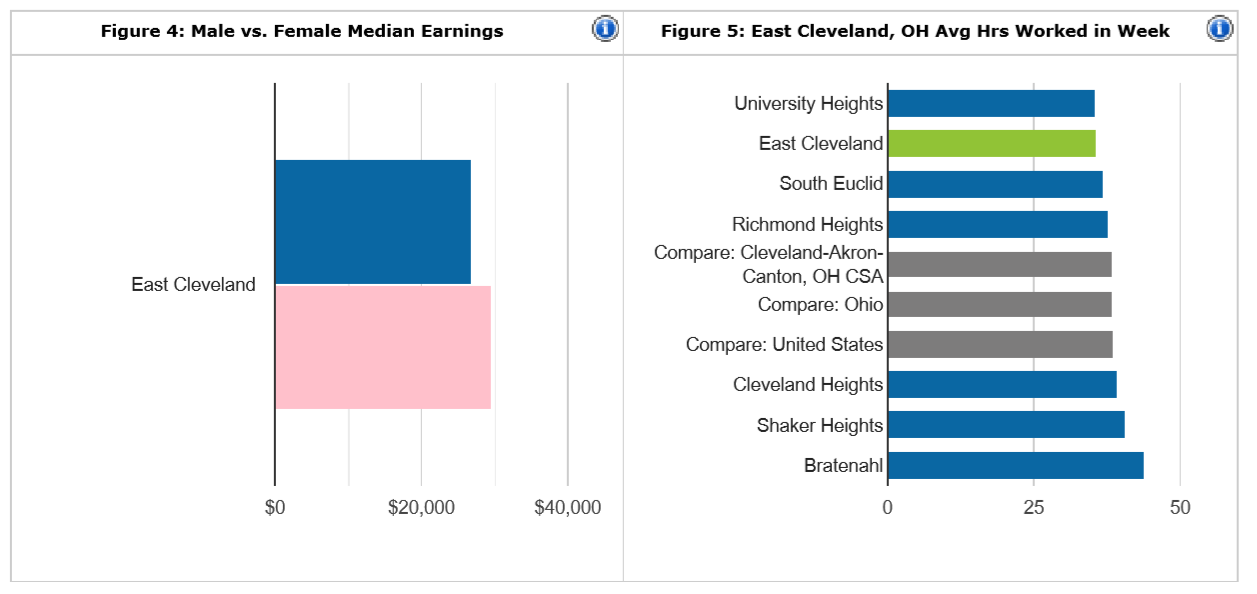 Figure 4: Male vs. Female Median Earnings
East Cleveland
$0
$20,000
$40,000
Figure 5: East Cleveland, OH Avg Hrs Worked in Week
University Heights
East Cleveland
South Euclid
Richmond Heights
Compare: Cleveland-Akron-
Canton, OH CSA
Compare: Ohio
Compare: United States
Cleveland Heights
Shaker Heights
Bratenahl
0
25
50